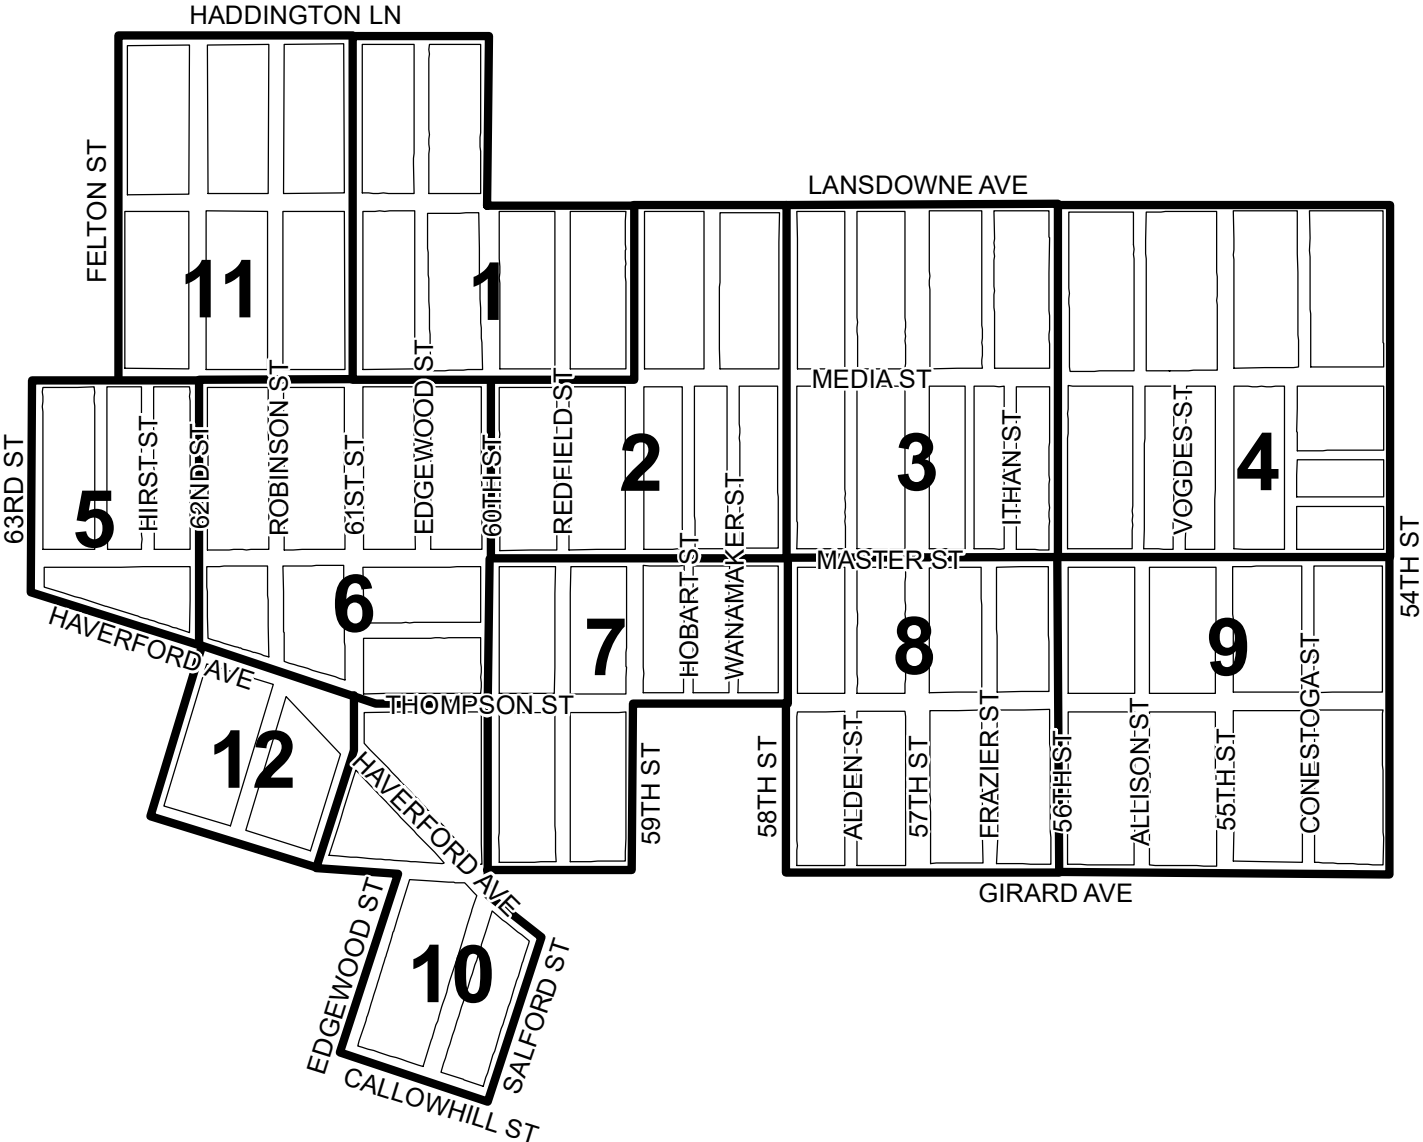 HADDINGTON LN
FELTON ST
LANSDOWNE AVE
11
1
MEDIA ST
63RD ST
HIRST ST
62ND ST
ROBINSON ST
61ST ST
EDGEWOOD ST
60TH ST
REDFIELD ST
2
WANAMAKER ST
3
ITHAN ST
VOGDES ST
4
5
MASTER ST
54TH ST
6
7
HOBART ST
8
9
HAVERFORD AVE
THOMPSON ST
12
HAVERFORD AVE
59TH ST
58TH ST
ALDEN ST
57TH ST
FRAZIER ST
56TH ST
ALLISON ST
55TH ST
CONESTOGA ST
GIRARD AVE
EDGEWOOD ST
10
SALFORD ST
CALLOWHILL ST